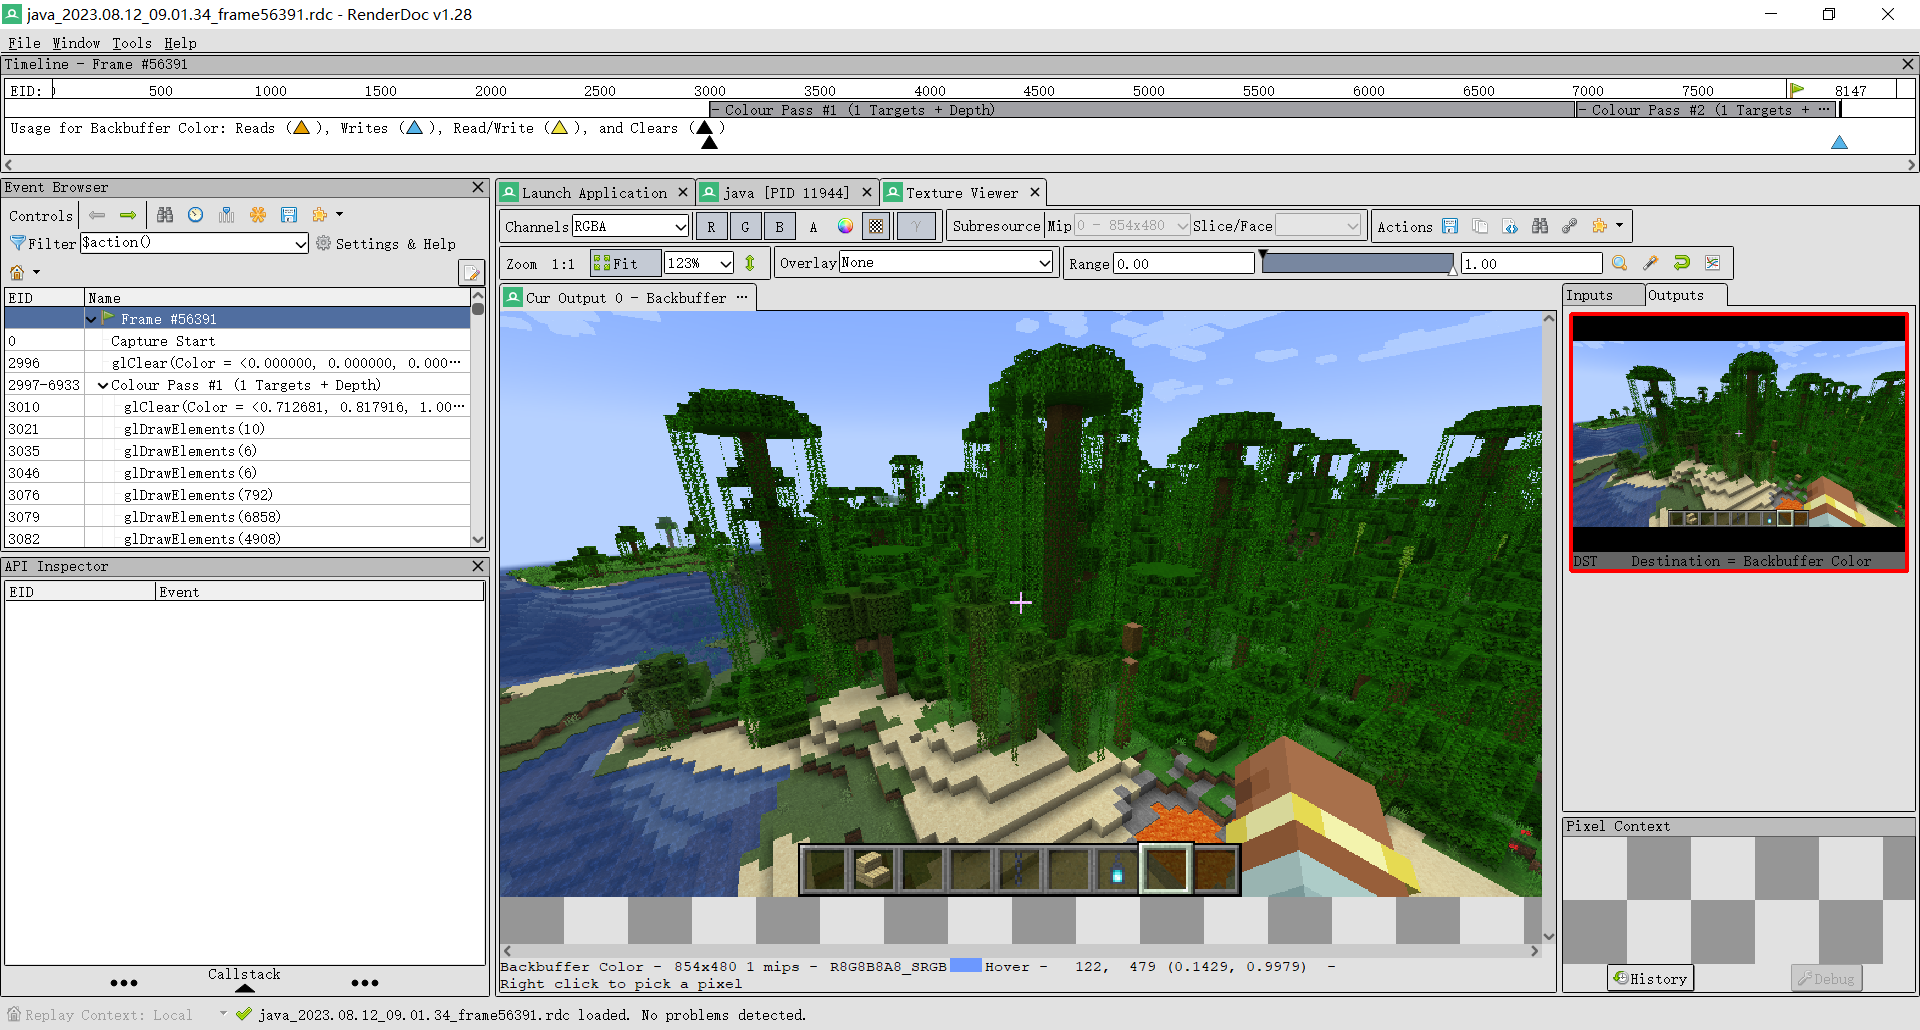 java_2023.08.12_09.01.34_frame56391.rdc - RenderDoc v1.28
File Window Tools Help
Timeline - Frame #56391
EID: 0 500 1000 1500 2000 2500 3000 3500 4000 4500 5000 5500 6000 6500 7000 7500 8147
- Colour Pass #1 (1 Targets + Depth) - Colour Pass #2 (1 Targets + ⋯
Usage for Backbuffer Color: Reads ( ), Writes ( ), Read/Write ( ), and Clears ( )
Event Browser
Controls
Filter $action() Settings & Help
EID Name
Frame #56391
0 Capture Start
2996 glClear(Color = <0.000000, 0.000000, 0.000⋯
2997-6933 Colour Pass #1 (1 Targets + Depth)
3010 glClear(Color = <0.712681, 0.817916, 1.00⋯
3021 glDrawElements(10)
3035 glDrawElements(6)
3046 glDrawElements(6)
3076 glDrawElements(792)
3079 glDrawElements(6858)
3082 glDrawElements(4908)
API Inspector
EID Event
Callstack
Launch Application java [PID 11944] Texture Viewer
Channels RGBA R G B A γ Subresource Mip 0 - 854x480 Slice/Face Actions
Zoom 1:1 Fit 123% Overlay None Range 0.00 1.00
Cur Output 0 - Backbuffer ⋯
Backbuffer Color - 854x480 1 mips - R8G8B8A8_SRGB Hover - 122, 479 (0.1429, 0.9979) -
Right click to pick a pixel
Inputs Outputs
DST Destination = Backbuffer Color
Pixel Context
History Debug
Replay Context: Local java_2023.08.12_09.01.34_frame56391.rdc loaded. No problems detected.